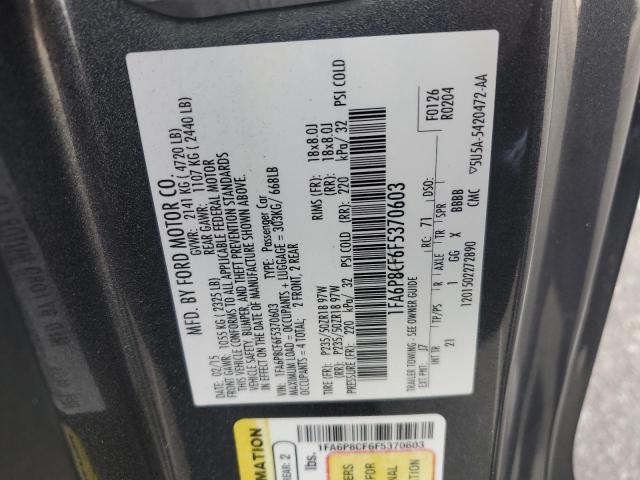 MFD. BY FORD MOTOR CO.
DATE: 02/15 GVWR: 2141 KG ( 4720 LB)
FRONT GAWR: 1055 KG ( 2325 LB) REAR GAWR: 1107 KG ( 2440 LB)
THIS VEHICLE CONFORMS TO ALL APPLICABLE FEDERAL MOTOR
VEHICLE SAFETY, BUMPER, AND THEFT PREVENTION STANDARDS
IN EFFECT ON THE DATE OF MANUFACTURE SHOWN ABOVE.
VIN: 1FA6P8CF6F5370603 TYPE: Passenger Car
MAXIMUM LOAD = OCCUPANTS + LUGGAGE = 303KG/ 668LB
OCCUPANTS = 4 TOTAL: 2 FRONT, 2 REAR
TIRE (FR): P235/50ZR18 97W RIMS (FR): 18x8.0J
TIRE (RR): P235/50ZR18 97W (RR): 18x8.0J
PRESSURE (FR): 220 kPa/ 32 PSI COLD (RR): 220 kPa/ 32 PSI COLD
1FA6P8CF6F5370603
TRAILER TOWING - SEE OWNER GUIDE
F0126
R0204
EXT PNT: J7 RC: 71 DSO:
TP/PS R AXLE TR SPR
21 1 GG X BBBB
1201502272890 CMC
5U5A-5420472-AA
REAR: 2
lbs.
1FA6P8CF6F5370603